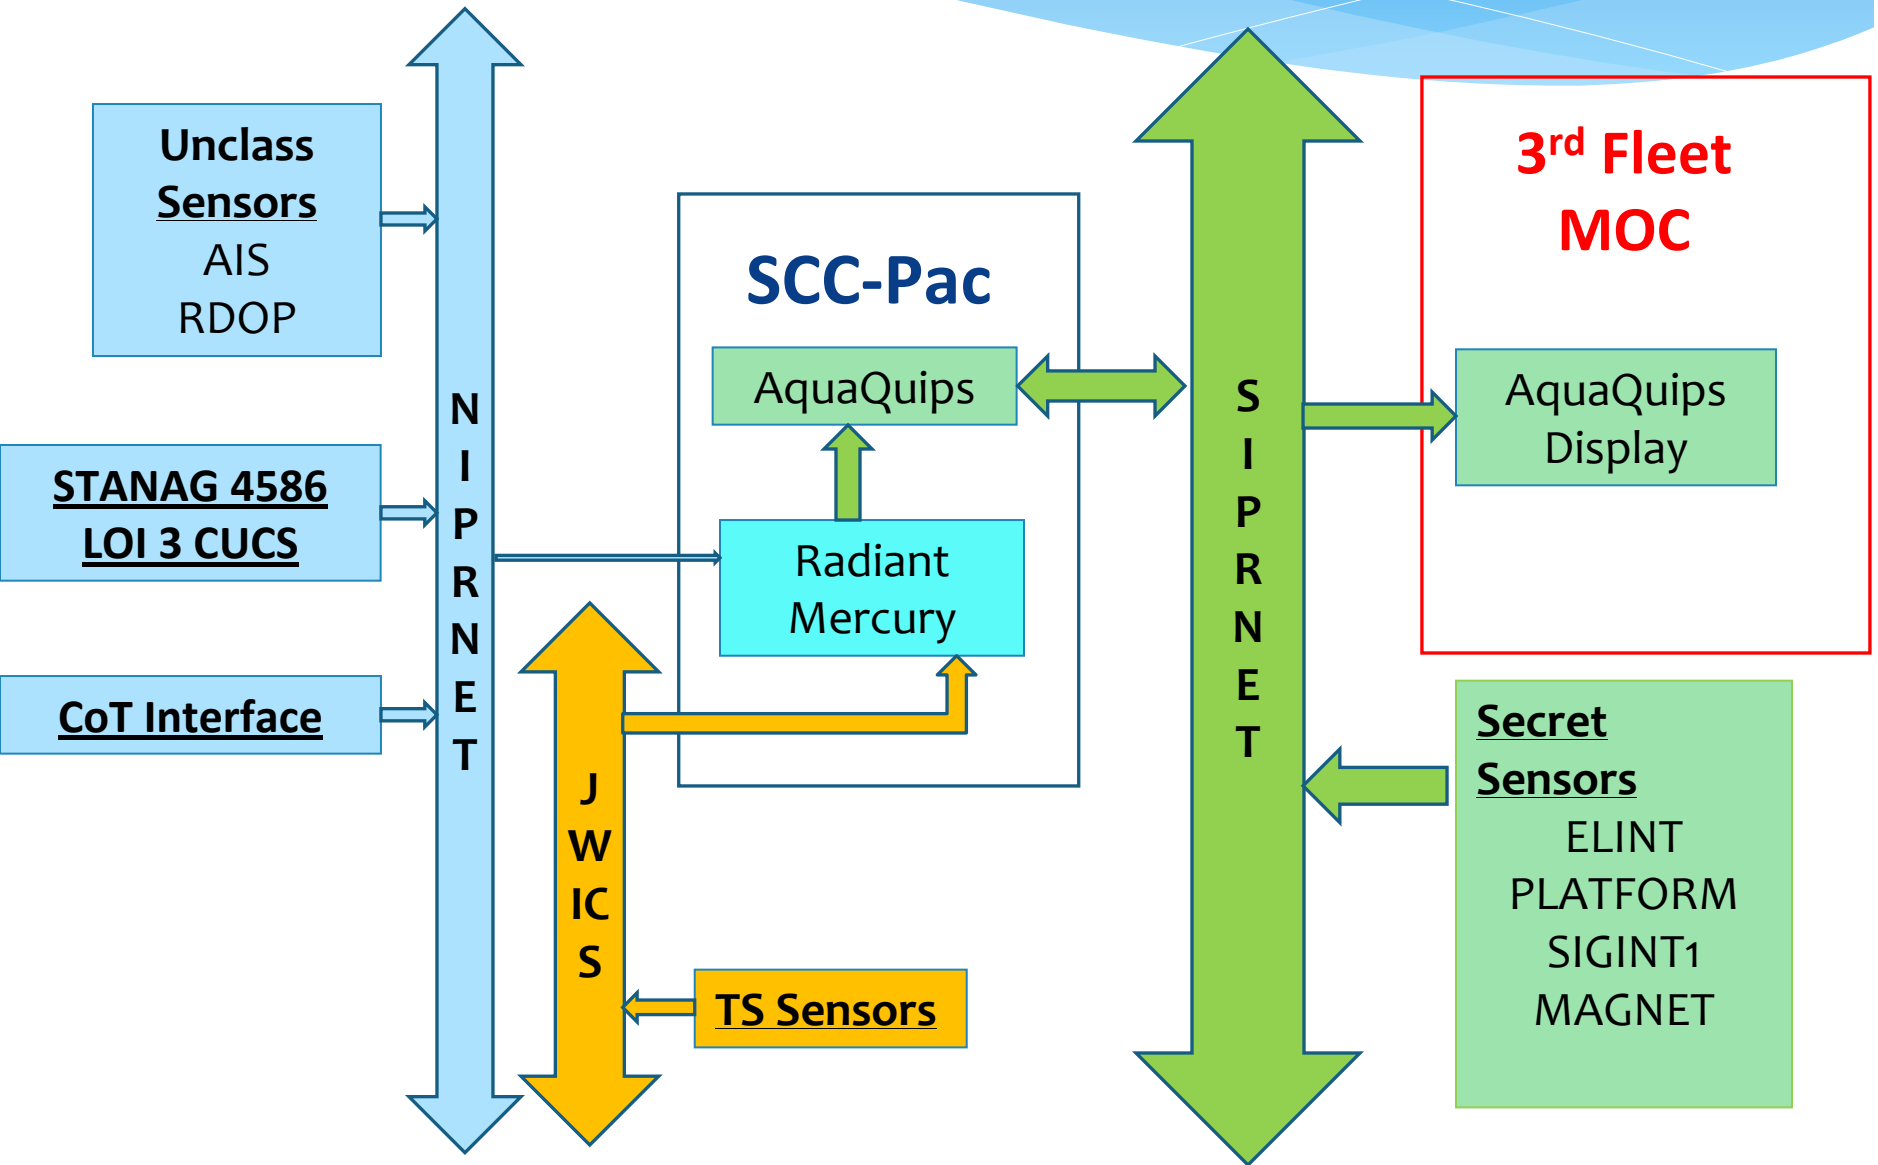 Unclass
Sensors
AIS
RDOP
STANAG 4586
LOI 3 CUCS
CoT Interface
N
I
P
R
N
E
T
J
W
IC
S
TS Sensors
SCC-Pac
AquaQuips
Radiant
Mercury
S
I
P
R
N
E
T
3rd Fleet
MOC
AquaQuips
Display
Secret
Sensors
ELINT
PLATFORM
SIGINT1
MAGNET